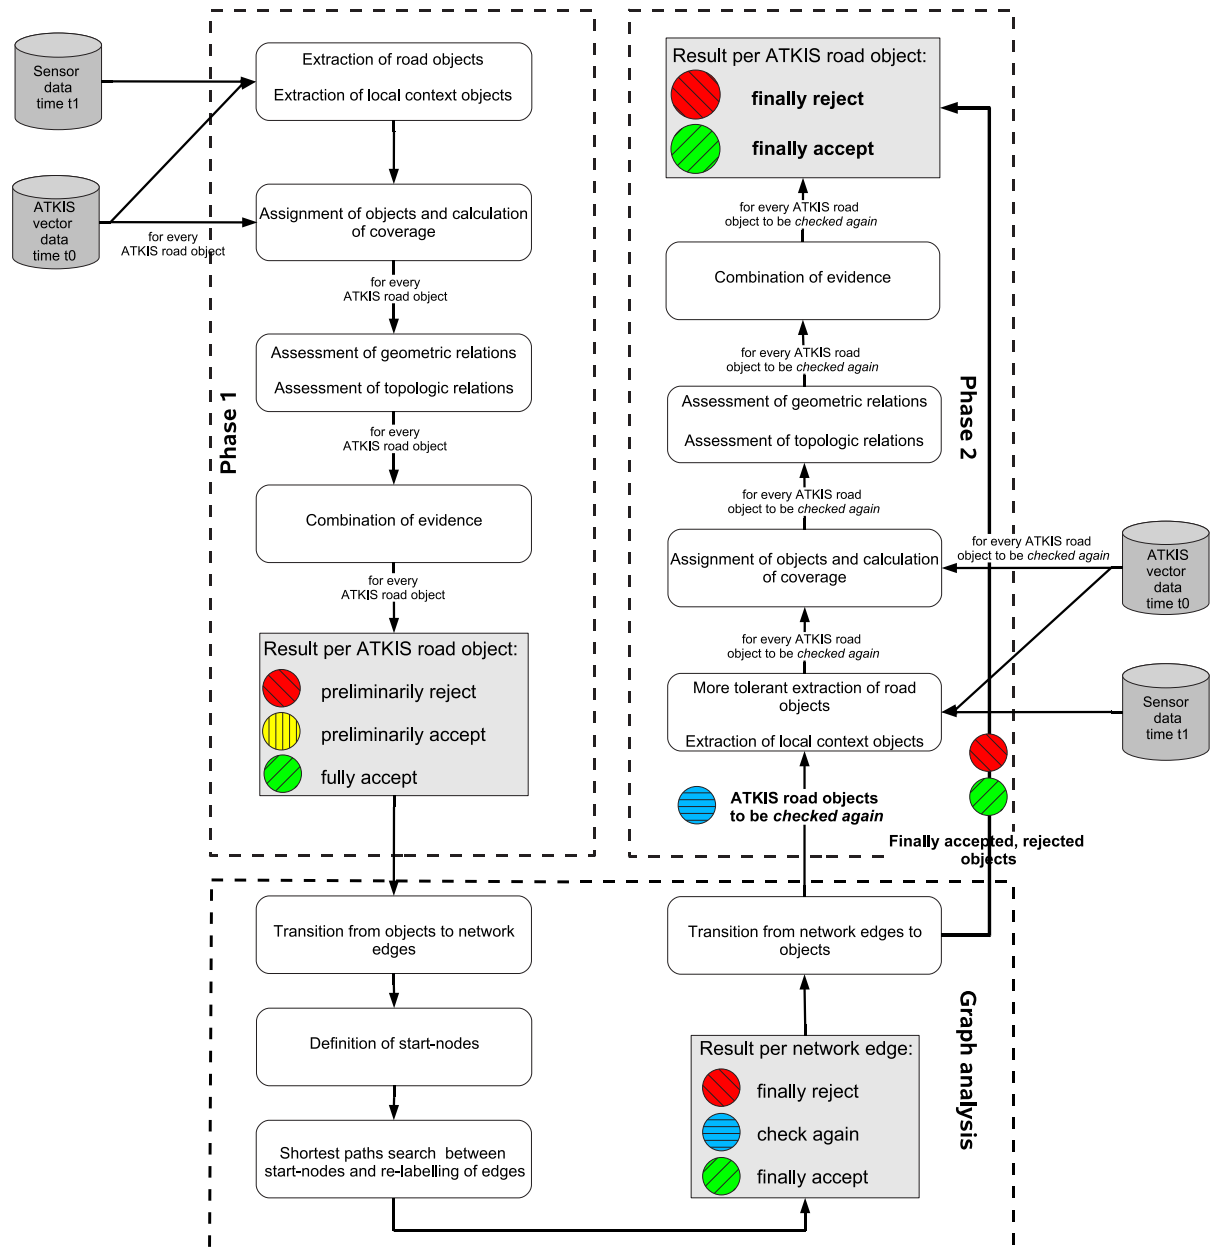 Sensor
data
time t1
ATKIS
vector
data
time t0
for every
ATKIS road object
Phase 1
Extraction of road objects
Extraction of local context objects
Assignment of objects and calculation
of coverage
for every
ATKIS road object
Assessment of geometric relations
Assessment of topologic relations
for every
ATKIS road object
Combination of evidence
for every
ATKIS road object
Result per ATKIS road object:
preliminarily reject
preliminarily accept
fully accept
Transition from objects to network
edges
Definition of start-nodes
Shortest paths search between
start-nodes and re-labelling of edges
Graph analysis
Result per network edge:
finally reject
check again
finally accept
Transition from network edges to
objects
Finally accepted, rejected
objects
ATKIS road objects
to be checked again
Phase 2
More tolerant extraction of road
objects
Extraction of local context objects
for every ATKIS road
object to be checked again
Assignment of objects and calculation
of coverage
for every ATKIS road
object to be checked again
Assessment of geometric relations
Assessment of topologic relations
for every ATKIS road
object to be checked again
Combination of evidence
for every ATKIS road
object to be checked again
Result per ATKIS road object:
finally reject
finally accept
for every ATKIS road
object to be checked again
ATKIS
vector
data
time t0
Sensor
data
time t1